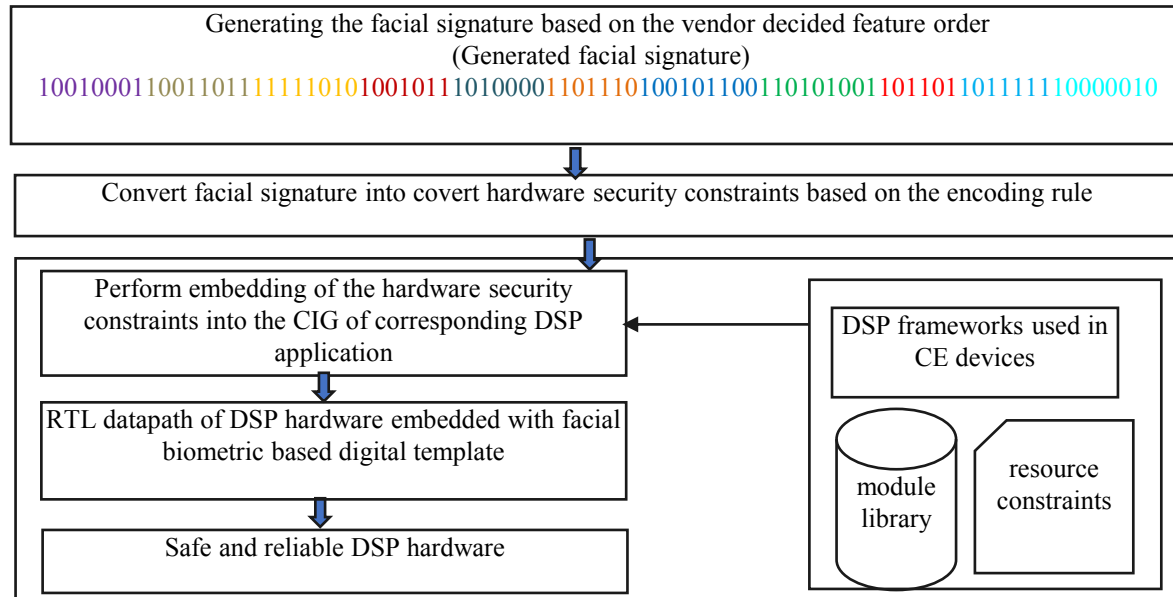 Generating the facial signature based on the vendor decided feature order
(Generated facial signature)
100100011001101111111010100101110100001101110100101100110101001101101101111110000010
Convert facial signature into covert hardware security constraints based on the encoding rule
Perform embedding of the hardware security
constraints into the CIG of corresponding DSP
application
RTL datapath of DSP hardware embedded with facial
biometric based digital template
Safe and reliable DSP hardware
DSP frameworks used in
CE devices
module
library
resource
constraints